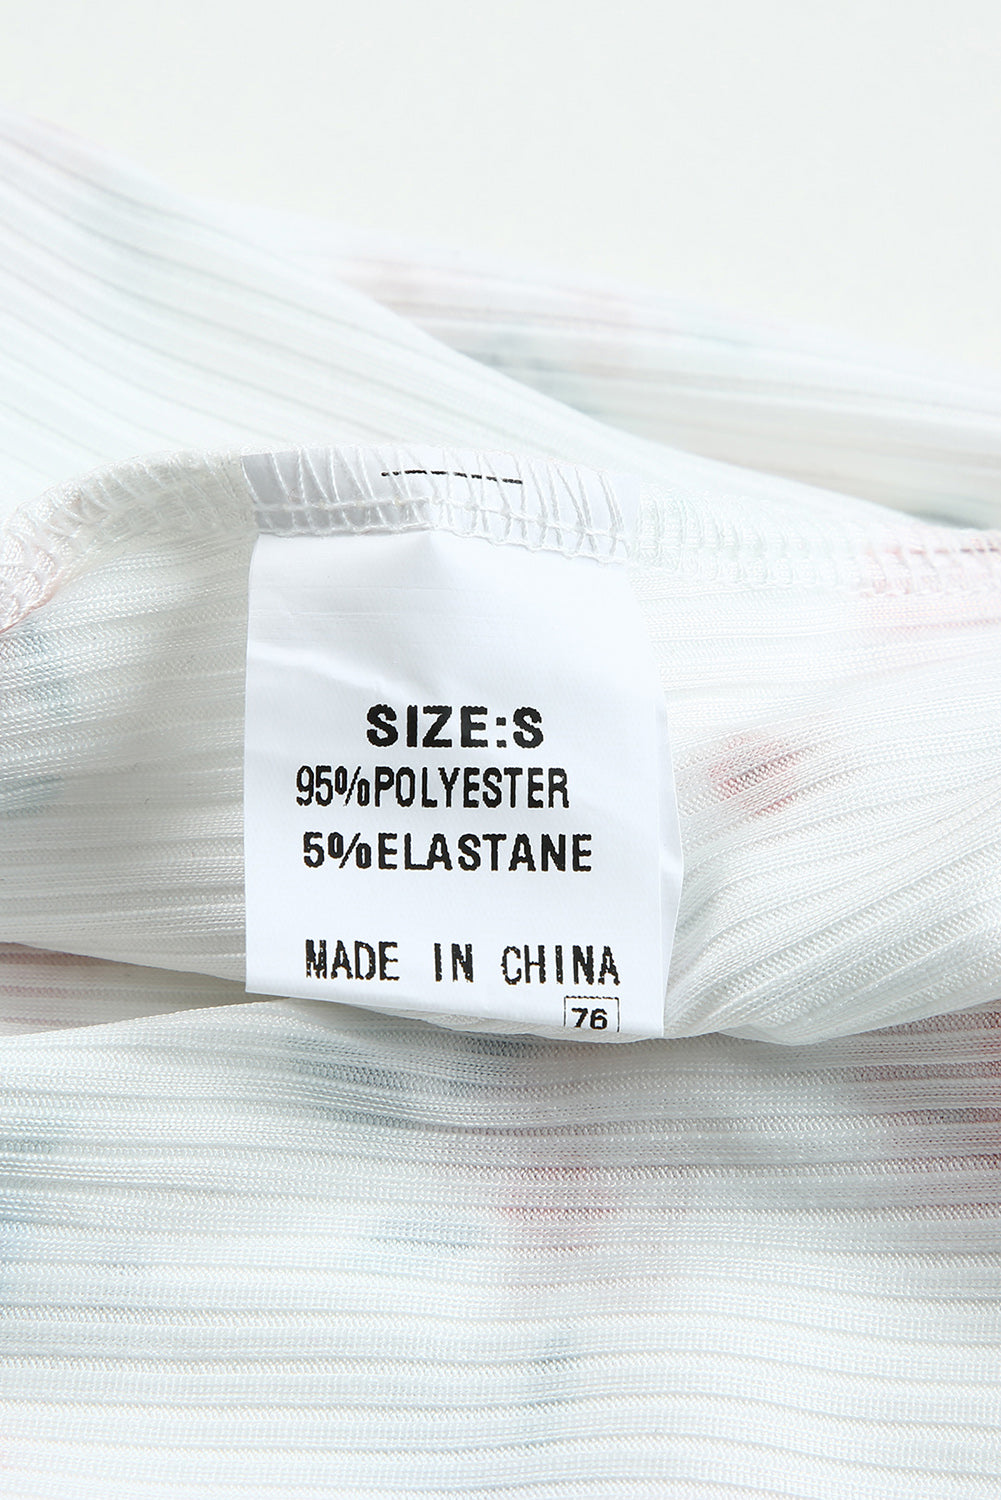 SIZE:S
95%POLYESTER
5%ELASTANE
MADE IN CHINA
76